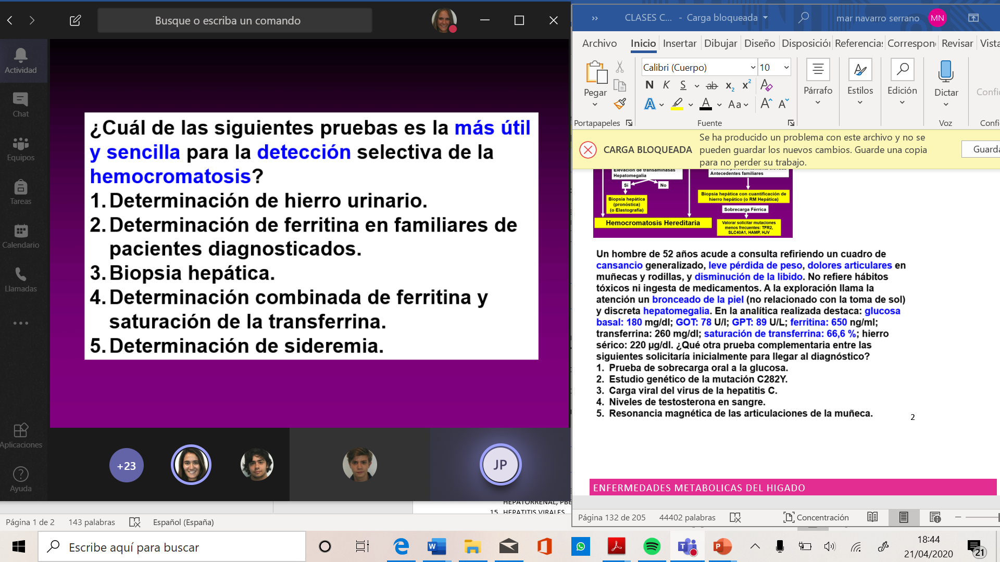 Busque o escriba un comando
Actividad
Chat
Equipos
Tareas
Calendario
Llamadas
Aplicaciones
Ayuda
¿Cuál de las siguientes pruebas es la más útil
y sencilla para la detección selectiva de la
hemocromatosis?
1. Determinación de hierro urinario.
2. Determinación de ferritina en familiares de
pacientes diagnosticados.
3. Biopsia hepática.
4. Determinación combinada de ferritina y
saturación de la transferrina.
5. Determinación de sideremia.
+23
JP
HEPATORRENAL, PBE
15. HEPATITIS VIRALES
Página 1 de 2
143 palabras
Español (España)
CLASES C... - Carga bloqueada
mar navarro serrano
MN
Archivo Inicio Insertar Dibujar Diseño Disposición Referencias Correspon Revisar Vista
Pegar
Calibri (Cuerpo) 10
N K S ab x₂ x²
A A Aa A A
Párrafo
Estilos
Edición
Dictar
Confi
Portapapeles
Fuente
Voz
Confi
CARGA BLOQUEADA
Se ha producido un problema con este archivo y no se
pueden guardar los nuevos cambios. Guarde una copia
para no perder su trabajo.
Guarda
Elevación de transaminasas
Hepatomegalia
Antecedentes familiares
Sí
No
Biopsia hepática
(pronóstica)
(o Elastografía)
Biopsia hepática con cuantificación de
hierro hepático (o RM Hepática)
Sobrecarga Férrica
Hemocromatosis Hereditaria
Valorar solicitar mutaciones
menos frecuentes: TFR2,
SLC40A1, HAMP, HJV
Un hombre de 52 años acude a consulta refiriendo un cuadro de
cansancio generalizado, leve pérdida de peso, dolores articulares en
muñecas y rodillas, y disminución de la libido. No refiere hábitos
tóxicos ni ingesta de medicamentos. A la exploración llama la
atención un bronceado de la piel (no relacionado con la toma de sol)
y discreta hepatomegalia. En la analítica realizada destaca: glucosa
basal: 180 mg/dl; GOT: 78 U/l; GPT: 89 U/L; ferritina: 650 ng/ml;
transferrina: 260 mg/dl; saturación de transferrina: 66,6 %; hierro
sérico: 220 µg/dl. ¿Qué otra prueba complementaria entre las
siguientes solicitaría inicialmente para llegar al diagnóstico?
1. Prueba de sobrecarga oral a la glucosa.
2. Estudio genético de la mutación C282Y.
3. Carga viral del virus de la hepatitis C.
4. Niveles de testosterona en sangre.
5. Resonancia magnética de las articulaciones de la muñeca.
2
ENFERMEDADES METABOLICAS DEL HIGADO
Página 132 de 205
44402 palabras
Concentración
Escribe aquí para buscar
18:44
21/04/2020
21